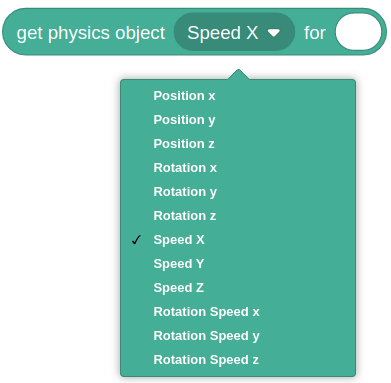 get physics object Speed X for
Position x
Position y
Position z
Rotation x
Rotation y
Rotation z
Speed X
Speed Y
Speed Z
Rotation Speed x
Rotation Speed y
Rotation Speed z